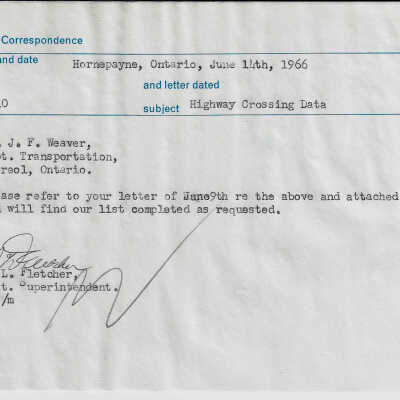 Correspondence
and date
Hornepayne, Ontario, June 14th, 1966
and letter dated
subject Highway Crossing Data
J. F. Weaver,
t. Transportation,
reol, Ontario.
ase refer to your letter of June9th re the above and attached
will find our list completed as requested.
L. Fletcher,
t. Superintendent.
/m